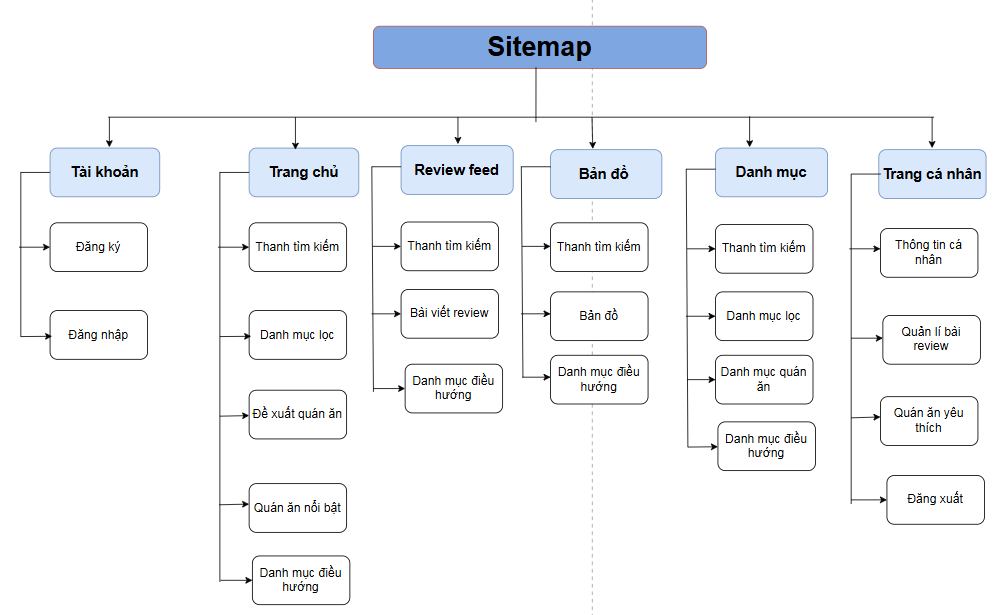 Sitemap
Tài khoản
Đăng ký
Đăng nhập
Trang chủ
Thanh tìm kiếm
Danh mục lọc
Đề xuất quán ăn
Quán ăn nổi bật
Danh mục điều
hướng
Review feed
Thanh tìm kiếm
Bài viết review
Danh mục điều
hướng
Bản đồ
Thanh tìm kiếm
Bản đồ
Danh mục điều
hướng
Danh mục
Thanh tìm kiếm
Danh mục lọc
Danh mục quán
ăn
Danh mục điều
hướng
Trang cá nhân
Thông tin cá
nhân
Quản lí bài
review
Quán ăn yêu
thích
Đăng xuất